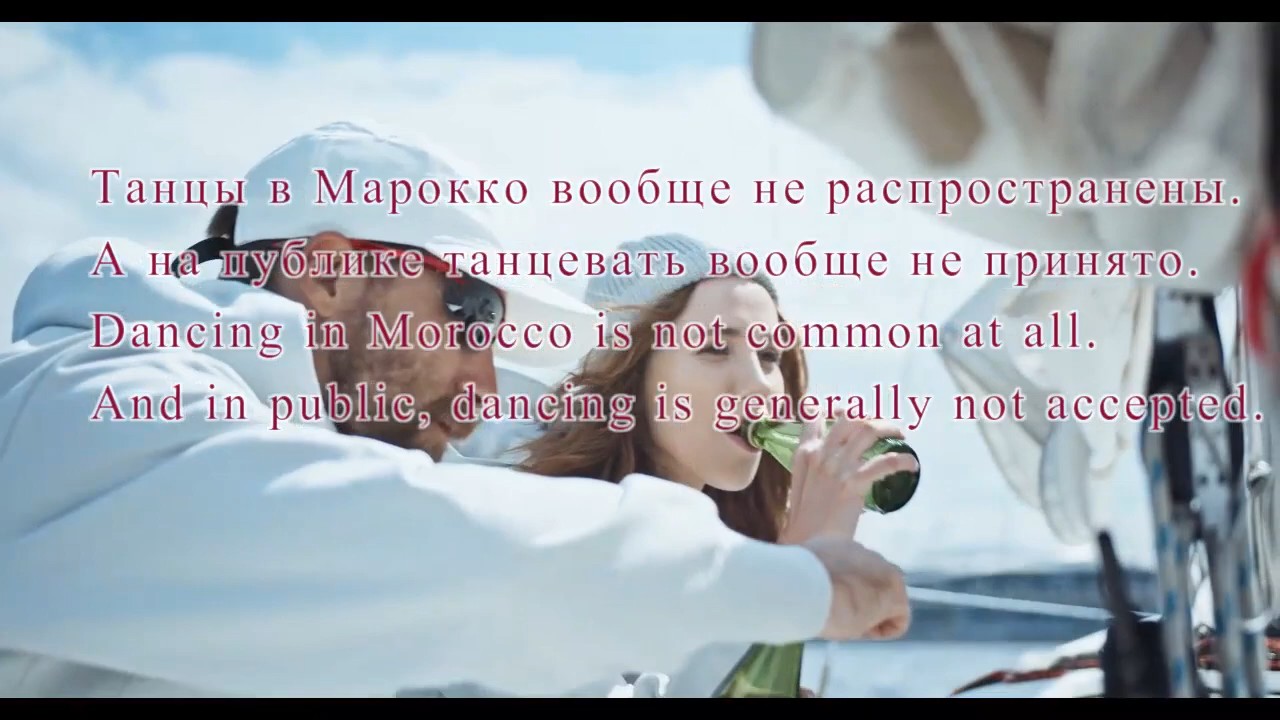 Танцы в Марокко вообще не распространены.
А на публике танцевать вообще не принято.
Dancing in Morocco is not common at all.
And in public, dancing is generally not accepted.